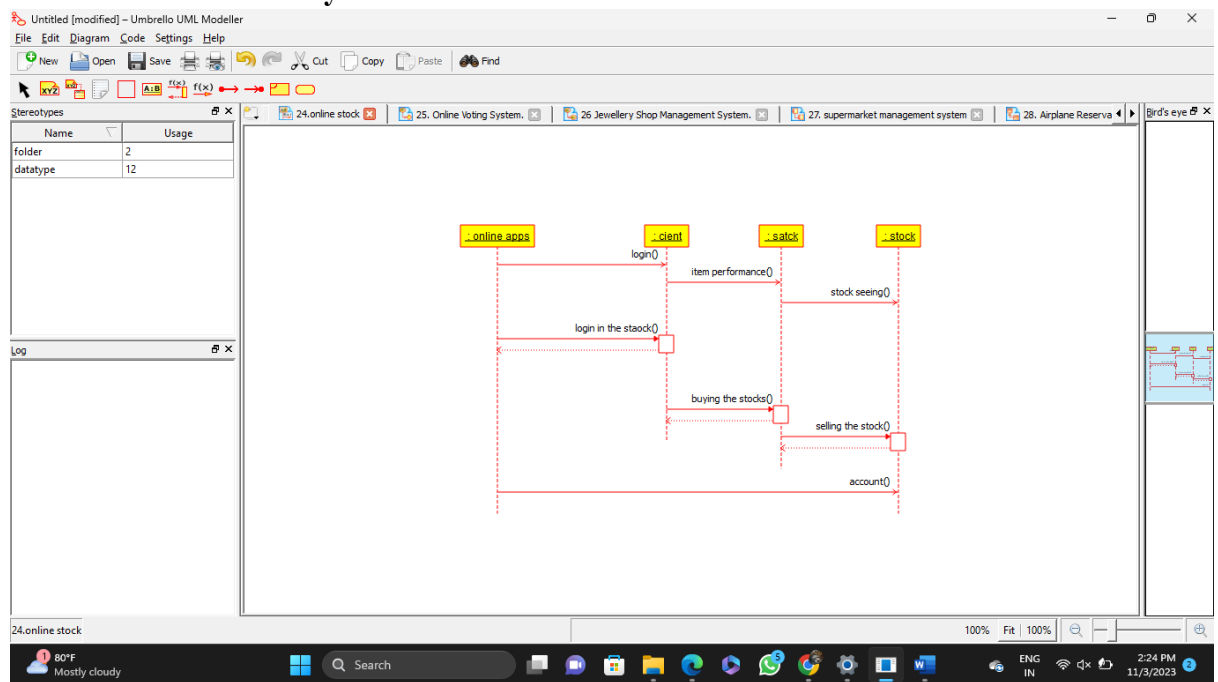 Untitled [modified] – Umbrello UML Modeller
File Edit Diagram Code Settings Help
New Open Save Cut Copy Paste Find
XYZ A:B f(x) f(x)
Stereotypes
24.online stock 25. Online Voting System. 26 Jewellery Shop Management System. 27. supermarket management system 28. Airplane Reserva
Bird's eye
Name Usage
folder 2
datatype 12
: online apps : cient : satck : stock
login()
item performance()
stock seeing()
login in the staock()
Log
buying the stocks()
selling the stock()
account()
24.online stock
100% Fit 100%
1 80°F
Mostly cloudy
Search
5
W
ENG
IN
2:24 PM
11/3/2023
2